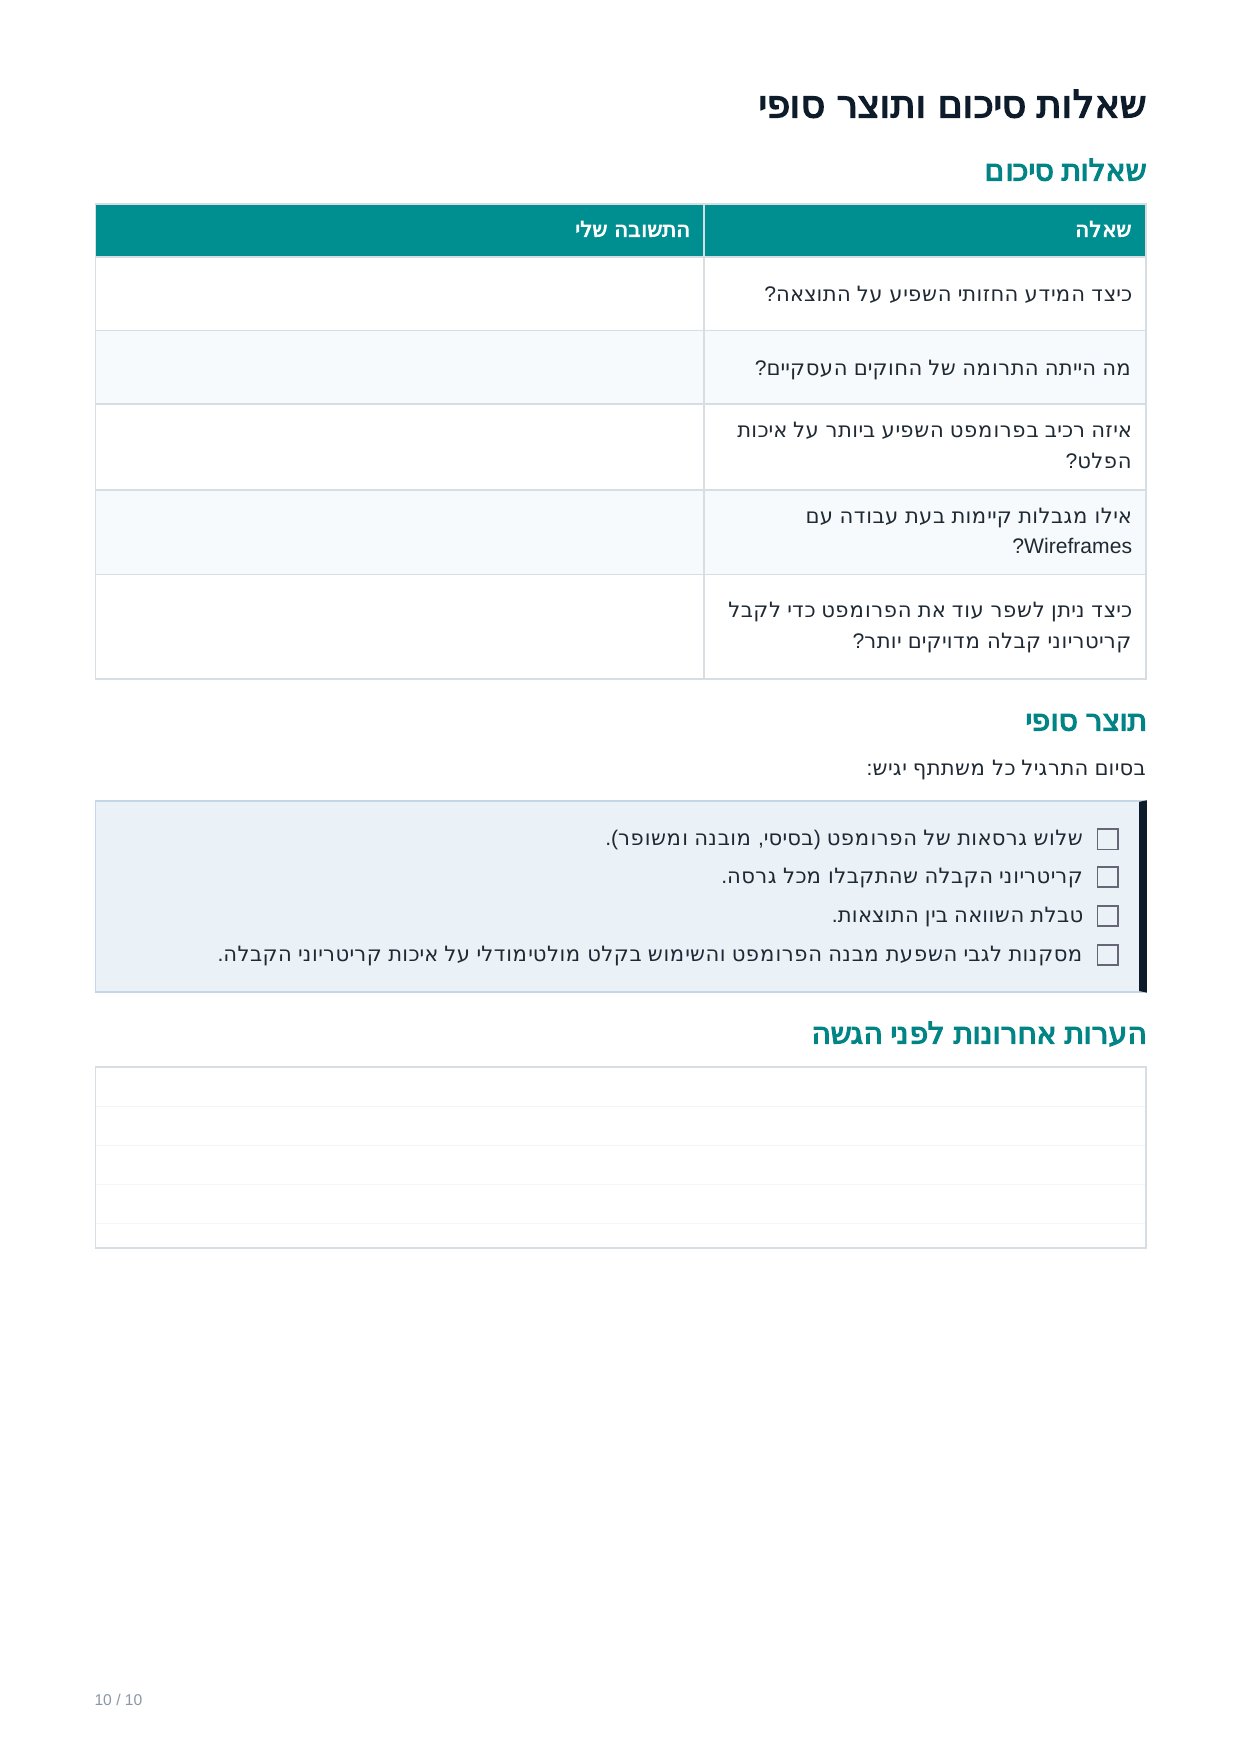 שאלות סיכום ותוצר סופי
שאלות סיכום
שאלה
התשובה שלי
כיצד המידע החזותי השפיע על התוצאה?
מה הייתה התרומה של החוקים העסקיים?
איזה רכיב בפרומפט השפיע ביותר על איכות
הפלט?
אילו מגבלות קיימות בעת עבודה עם
Wireframes?
כיצד ניתן לשפר עוד את הפרומפט כדי לקבל
קריטריוני קבלה מדויקים יותר?
תוצר סופי
בסיום התרגיל כל משתתף יגיש:
שלוש גרסאות של הפרומפט (בסיסי, מובנה ומשופר).
קריטריוני הקבלה שהתקבלו מכל גרסה.
טבלת השוואה בין התוצאות.
מסקנות לגבי השפעת מבנה הפרומפט והשימוש בקלט מולטימודלי על איכות קריטריוני הקבלה.
הערות אחרונות לפני הגשה
10 / 10